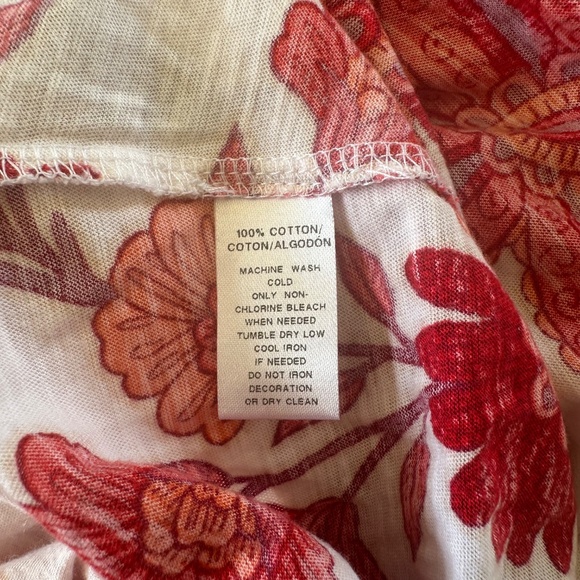 100% COTTON/
COTON/ALGODÓN
MACHINE WASH
COLD
ONLY NON-
CHLORINE BLEACH
WHEN NEEDED
TUMBLE DRY LOW
COOL IRON
IF NEEDED
DO NOT IRON
DECORATION
OR DRY CLEAN